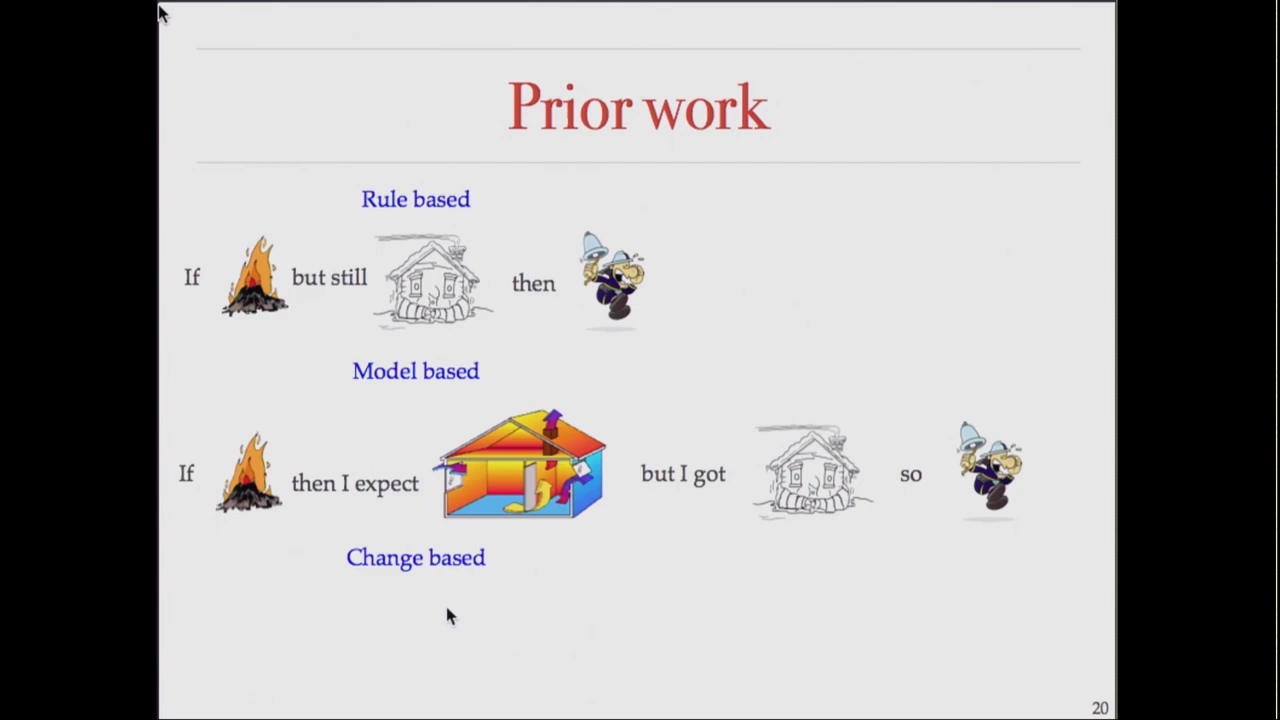 Prior work
Rule based
If but still then
Model based
If then I expect but I got so
Change based
20